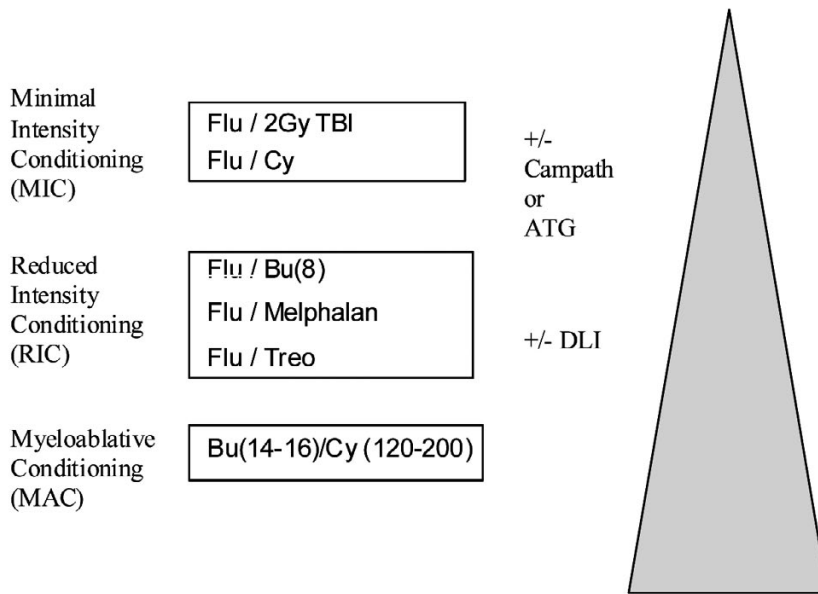 Minimal
Intensity
Conditioning
(MIC)
Flu / 2Gy TBI
Flu / Cy
+/-
Campath
or
ATG
Reduced
Intensity
Conditioning
(RIC)
Flu / Bu(8)
Flu / Melphalan
Flu / Treo
+/- DLI
Myeloablative
Conditioning
(MAC)
Bu(14-16)/Cy (120-200)